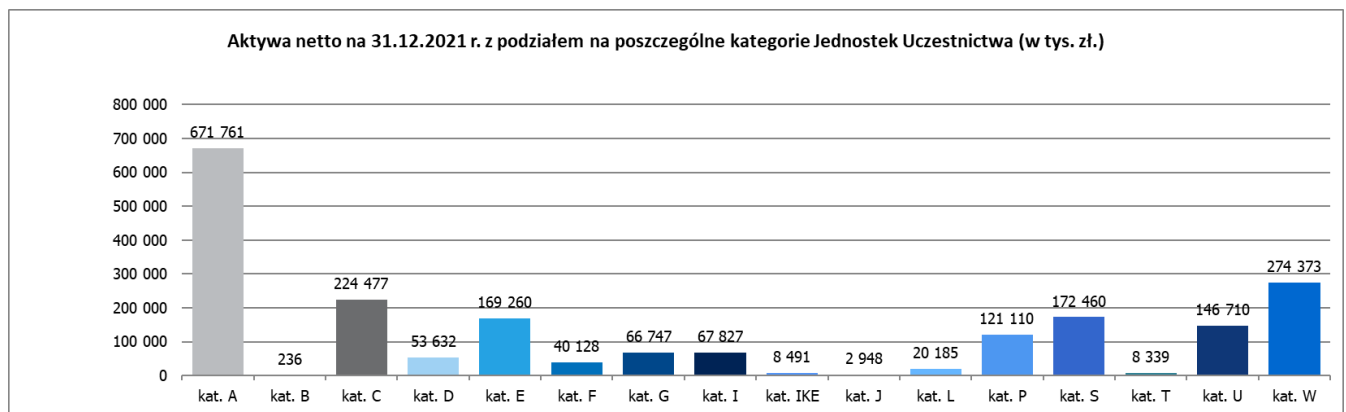 Aktywa netto na 31.12.2021 r. z podziałem na poszczególne kategorie Jednostek Uczestnictwa (w tys. zł.)
800 000
700 000
600 000
500 000
400 000
300 000
200 000
100 000
0
671 761
236
224 477
53 632
169 260
40 128
66 747
67 827
8 491
2 948
20 185
121 110
172 460
8 339
146 710
274 373
kat. A
kat. B
kat. C
kat. D
kat. E
kat. F
kat. G
kat. I
kat. IKE
kat. J
kat. L
kat. P
kat. S
kat. T
kat. U
kat. W